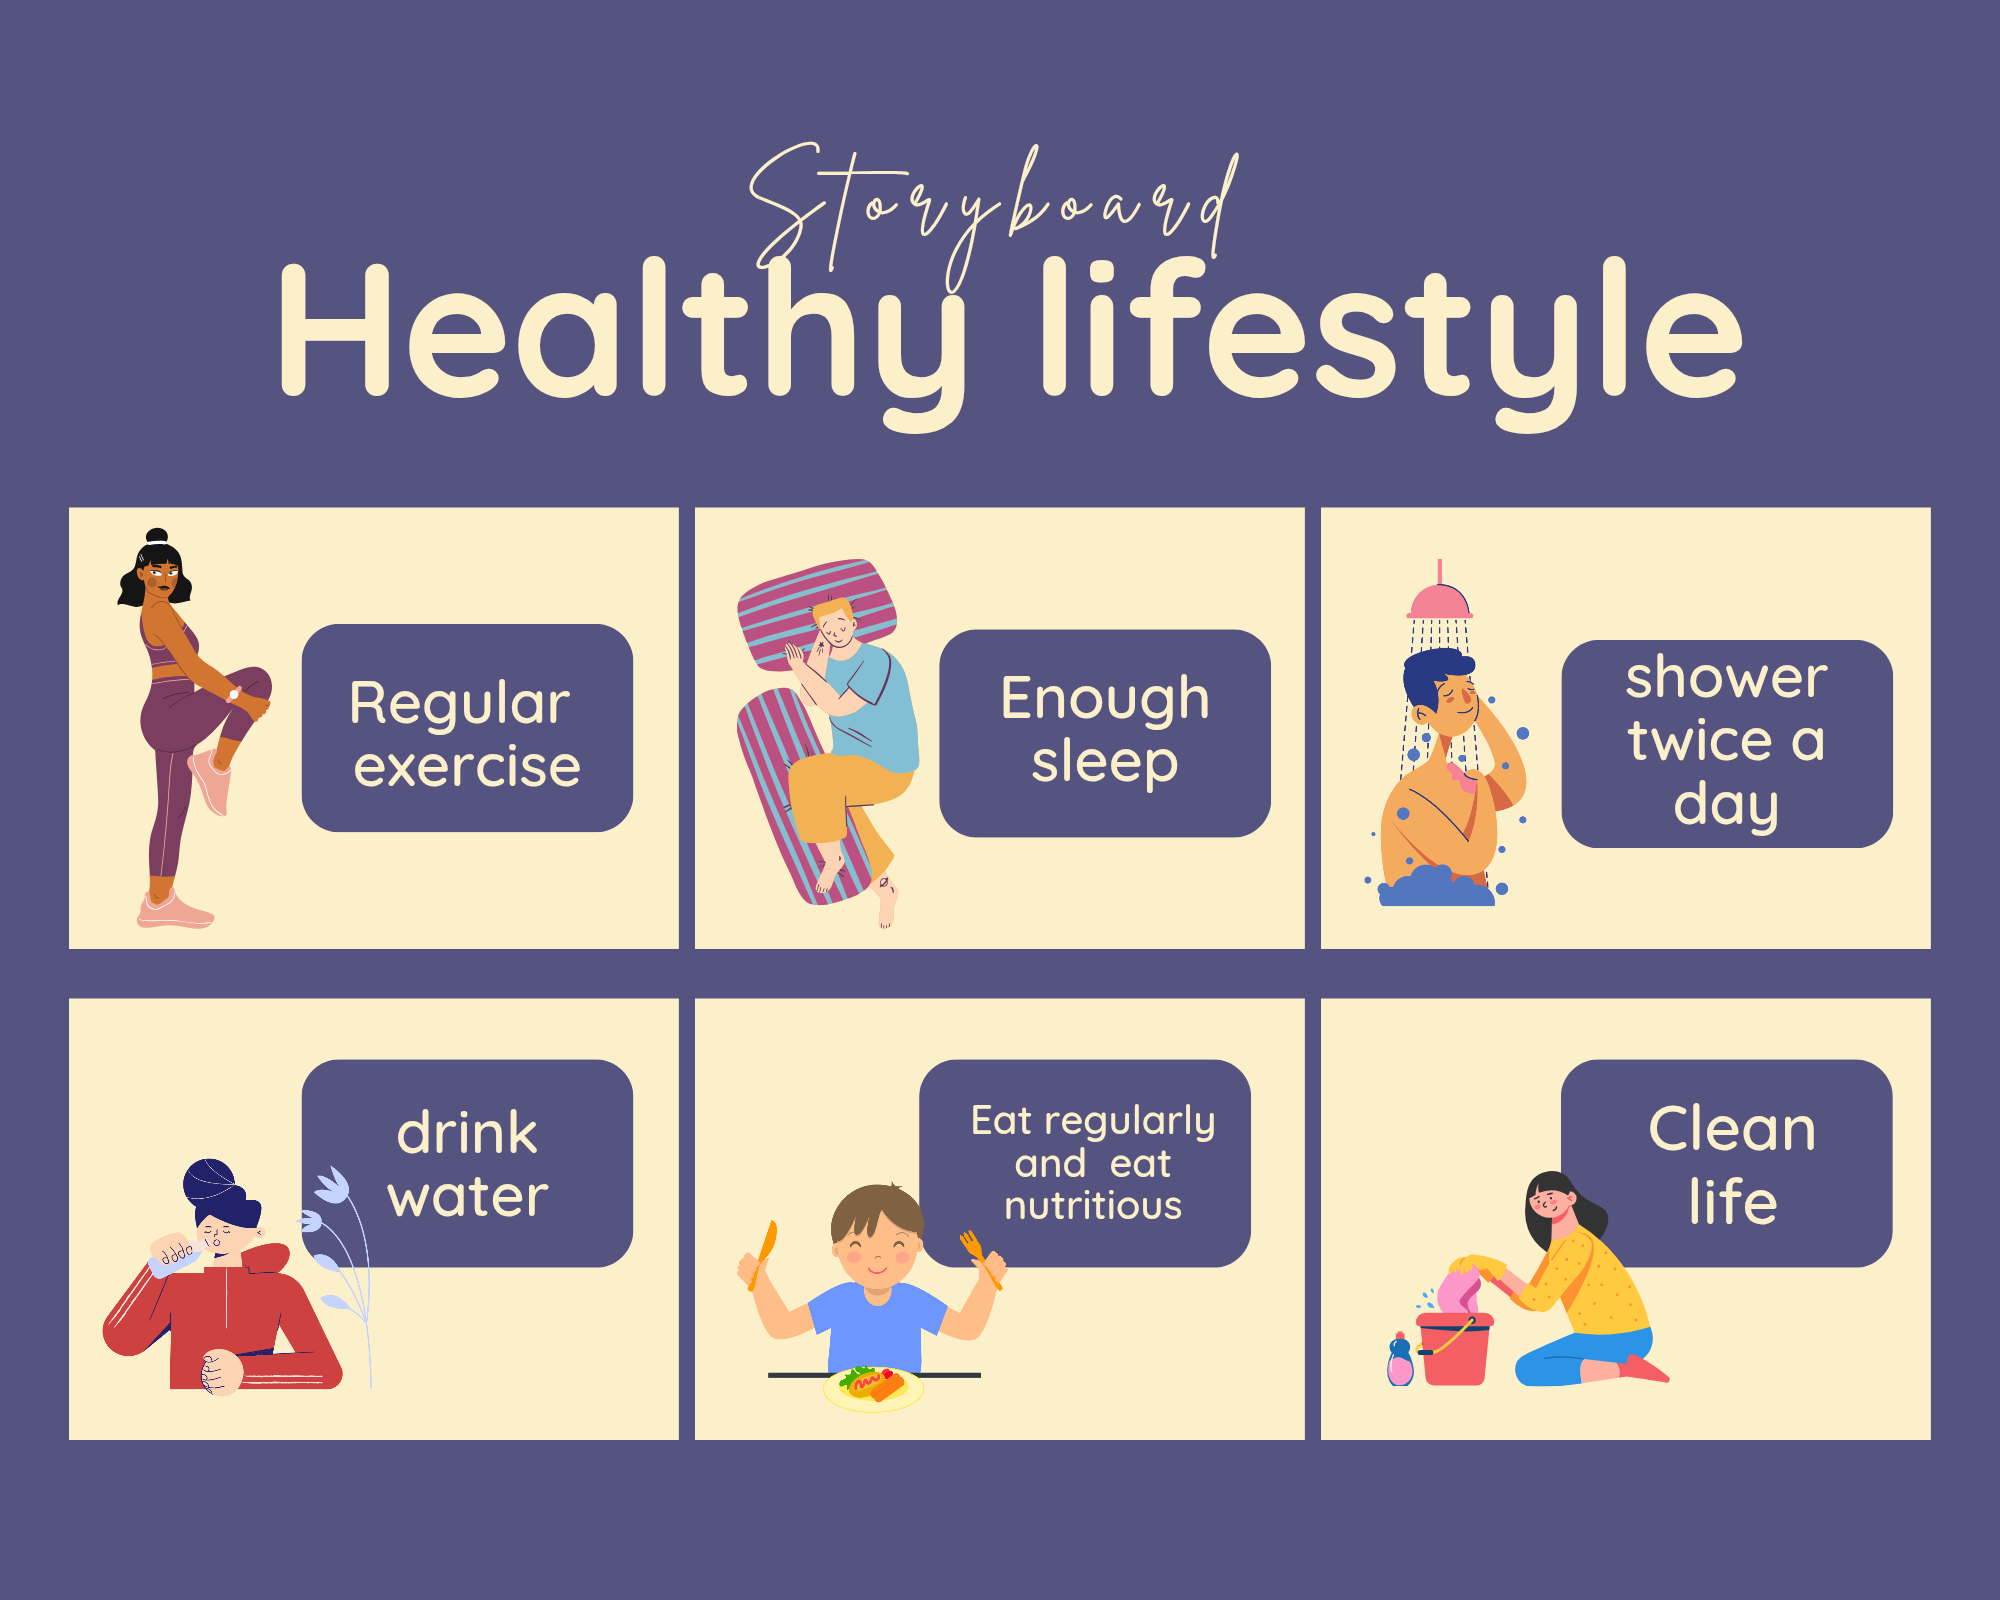 Storyboard
Healthy lifestyle
Regular
exercise
Enough
sleep
shower
twice a
day
drink
water
Eat regularly
and eat
nutritious
Clean
life